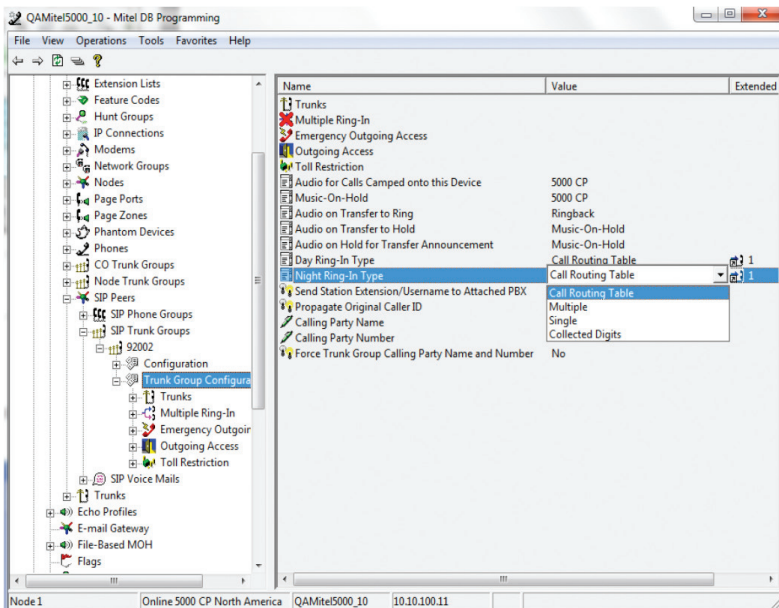 QAMitel5000_10 - Mitel DB Programming
File View Operations Tools Favorites Help
Extension Lists
Feature Codes
Hunt Groups
IP Connections
Modems
Network Groups
Nodes
Page Ports
Page Zones
Phantom Devices
Phones
CO Trunk Groups
Node Trunk Groups
SIP Peers
SIP Phone Groups
SIP Trunk Groups
92002
Configuration
Trunk Group Configura
Trunks
Multiple Ring-In
Emergency Outgoin
Outgoing Access
Toll Restriction
SIP Voice Mails
Trunks
Echo Profiles
E-mail Gateway
File-Based MOH
Flags
Name Value Extended
Trunks
Multiple Ring-In
Emergency Outgoing Access
Outgoing Access
Toll Restriction
Audio for Calls Camped onto this Device 5000 CP
Music-On-Hold 5000 CP
Audio on Transfer to Ring Ringback
Audio on Transfer to Hold Music-On-Hold
Audio on Hold for Transfer Announcement Music-On-Hold
Day Ring-In Type Call Routing Table 1
Night Ring-In Type Call Routing Table 1
Send Station Extension/Username to Attached PBX
Propagate Original Caller ID
Calling Party Name
Calling Party Number
Force Trunk Group Calling Party Name and Number No
Call Routing Table
Multiple
Single
Collected Digits
Node 1 Online 5000 CP North America QAMitel5000_10 10.10.100.11